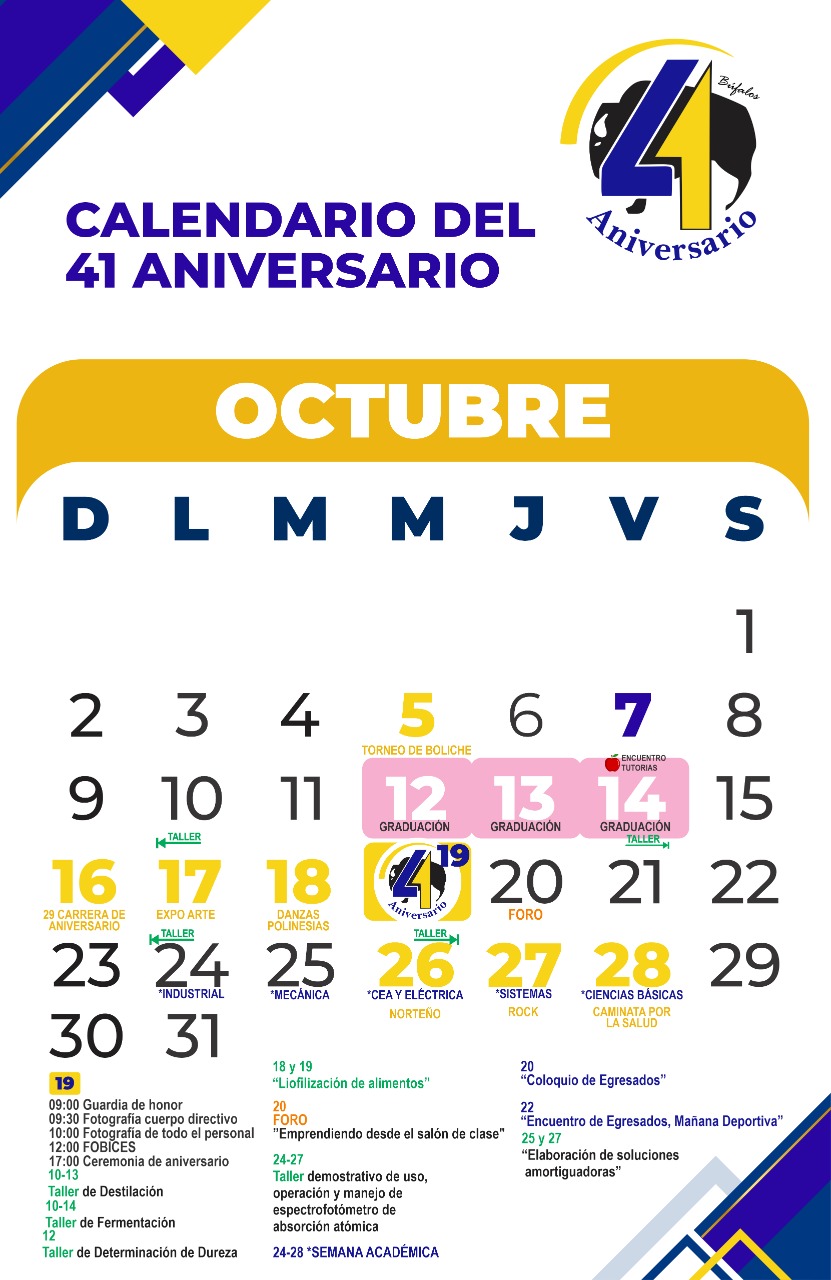 41
Búfalos
Aniversario
CALENDARIO DEL
41 ANIVERSARIO
OCTUBRE
D L M M J V S
1
2 3 4 5 6 7 8
TORNEO DE BOLICHE
ENCUENTRO
TUTORIAS
9 10 11 12 13 14 15
GRADUACIÓN GRADUACIÓN GRADUACIÓN
TALLER TALLER
16 17 18 41 19 20 21 22
Aniversario
29 CARRERA DE
ANIVERSARIO
EXPO ARTE
DANZAS
POLINESIAS
FORO
TALLER TALLER
23 24 25 26 27 28 29
*INDUSTRIAL *MECÁNICA *CEA Y ELÉCTRICA *SISTEMAS *CIENCIAS BÁSICAS
NORTEÑO ROCK CAMINATA POR
LA SALUD
30 31
19
09:00 Guardia de honor
09:30 Fotografía cuerpo directivo
10:00 Fotografía de todo el personal
12:00 FOBICES
17:00 Ceremonia de aniversario
10-13
Taller de Destilación
10-14
Taller de Fermentación
12
Taller de Determinación de Dureza
18 y 19
“Liofilización de alimentos”
20
FORO
”Emprendiendo desde el salón de clase"
24-27
Taller demostrativo de uso,
operación y manejo de
espectrofotómetro de
absorción atómica
24-28 *SEMANA ACADÉMICA
20
“Coloquio de Egresados”
22
“Encuentro de Egresados, Mañana Deportiva”
25 y 27
“Elaboración de soluciones
amortiguadoras”